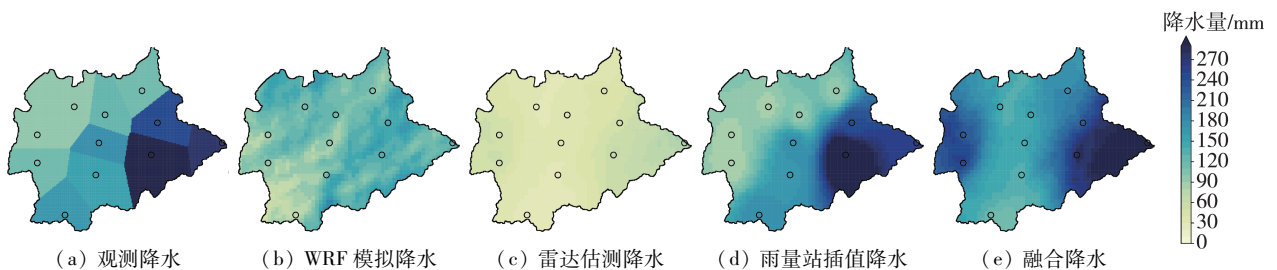 降水量/mm
270
240
210
180
150
120
90
60
30
0
(a) 观测降水
(b) WRF 模拟降水
(c) 雷达估测降水
(d) 雨量站插值降水
(e) 融合降水